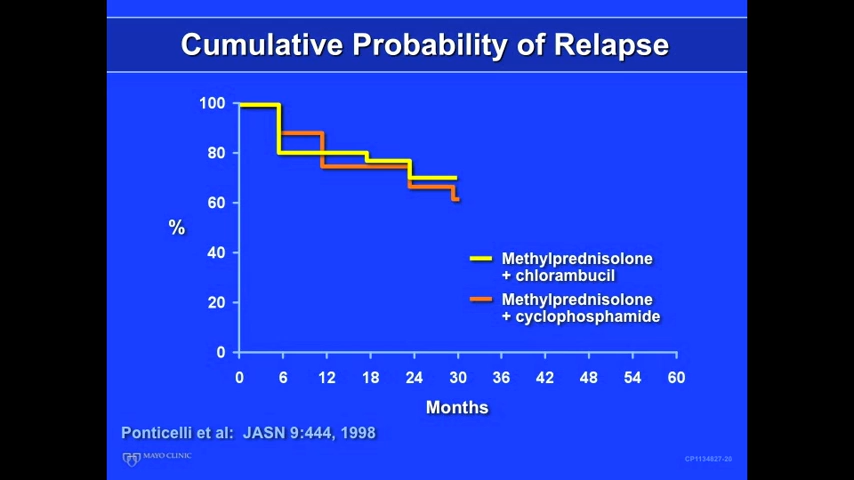 Cumulative Probability of Relapse
100
80
60
%
40
20
0
Methylprednisolone
+ chlorambucil
Methylprednisolone
+ cyclophosphamide
0 6 12 18 24 30 36 42 48 54 60
Months
Ponticelli et al: JASN 9:444, 1998
MAYO CLINIC
CP1134827-20